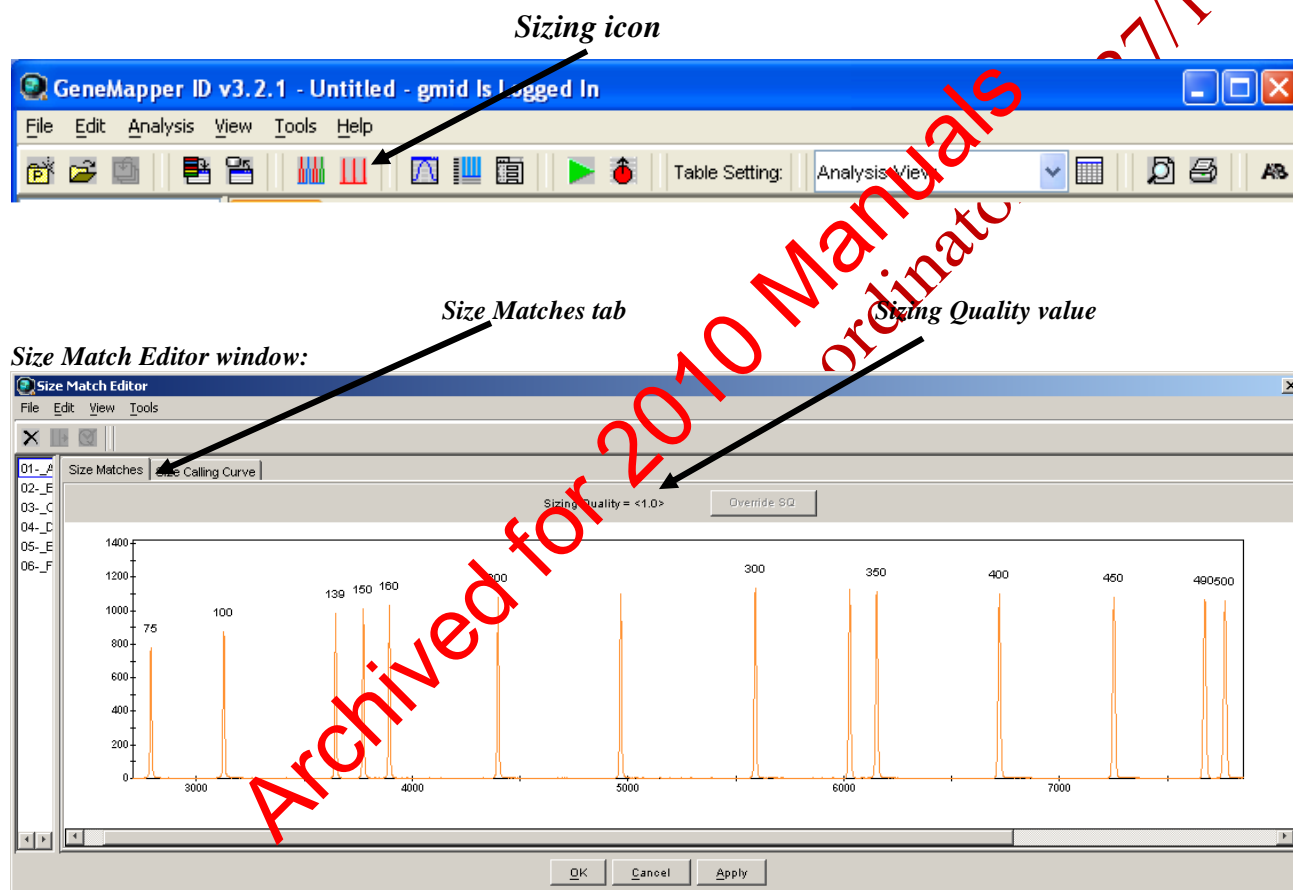 Sizing icon
GeneMapper ID v3.2.1 - Untitled - gmid Is Logged In
File Edit Analysis View Tools Help
Table Setting: Analysis View
Size Matches tab
Sizing Quality value
Size Match Editor window:
Size Match Editor
File Edit View Tools
Size Matches Size Calling Curve
Sizing Quality = <1.0> Override SQ
01-_A
02-_E
03-_C
04-_D
05-_E
06-_F
1400
1200
1000
800
600
400
200
0
75 100 139 150 160 200 300 350 400 450 490 500
3000 4000 5000 6000 7000
OK Cancel Apply
Archived for 2010 Manuals